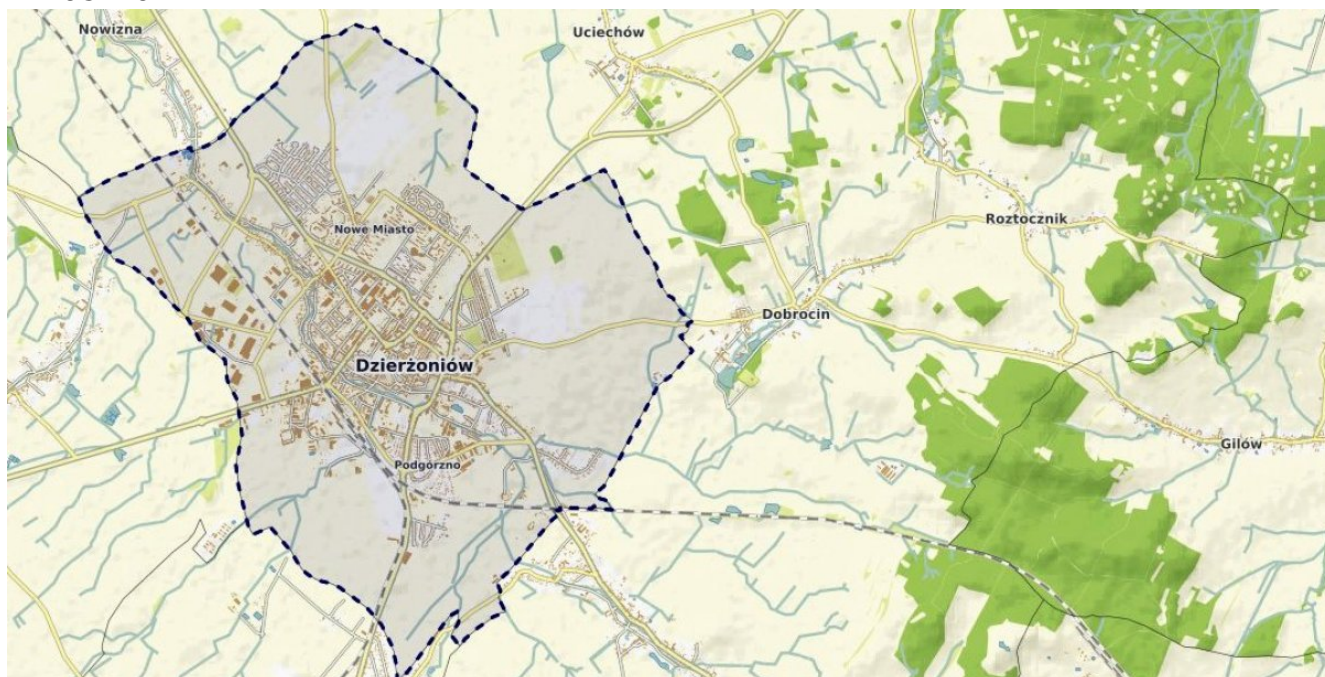 Nowizna
Uciechów
Roztocznik
Nowe Miasto
Dobrocin
Dzierżoniów
Gilów
Podgórzno